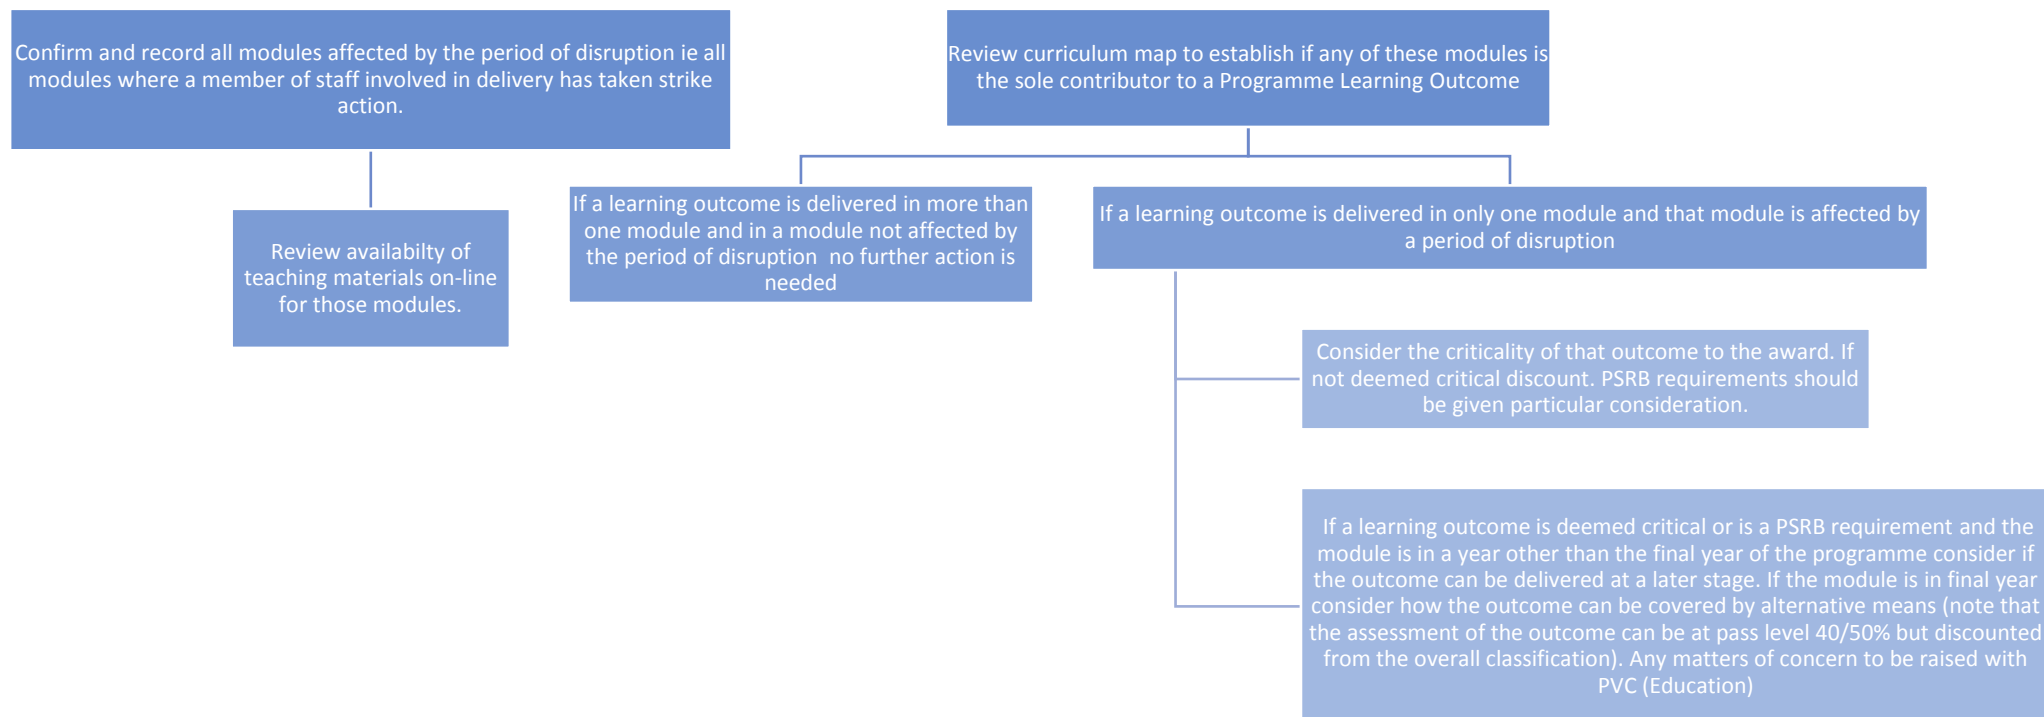 Confirm and record all modules affected by the period of disruption ie all
modules where a member of staff involved in delivery has taken strike
action.
Review availabilty of
teaching materials on-line
for those modules.
Review curriculum map to establish if any of these modules is
the sole contributor to a Programme Learning Outcome
If a learning outcome is delivered in more than
one module and in a module not affected by
the period of disruption  no further action is
needed
If a learning outcome is delivered in only one module and that module is affected by
a period of disruption
Consider the criticality of that outcome to the award. If
not deemed critical discount. PSRB requirements should
be given particular consideration.
If a learning outcome is deemed critical or is a PSRB requirement and the
module is in a year other than the final year of the programme consider if
the outcome can be delivered at a later stage. If the module is in final year
consider how the outcome can be covered by alternative means (note that
the assessment of the outcome can be at pass level 40/50% but discounted
from the overall classification). Any matters of concern to be raised with
PVC (Education)